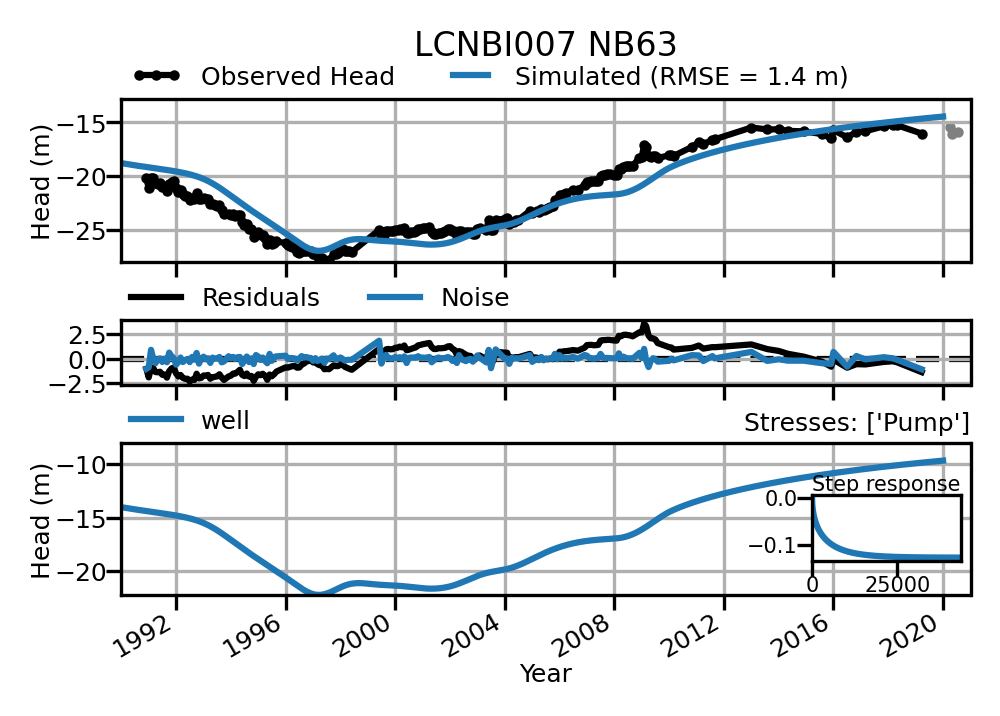 LCNBI007 NB63
Observed Head
Simulated (RMSE = 1.4 m)
−15
−20
−25
Head (m)
Residuals
Noise
2.5
0.0
−2.5
well
Stresses: ['Pump']
−10
−15
−20
Head (m)
Step response
0.0
−0.1
0
25000
1992
1996
2000
2004
2008
2012
2016
2020
Year